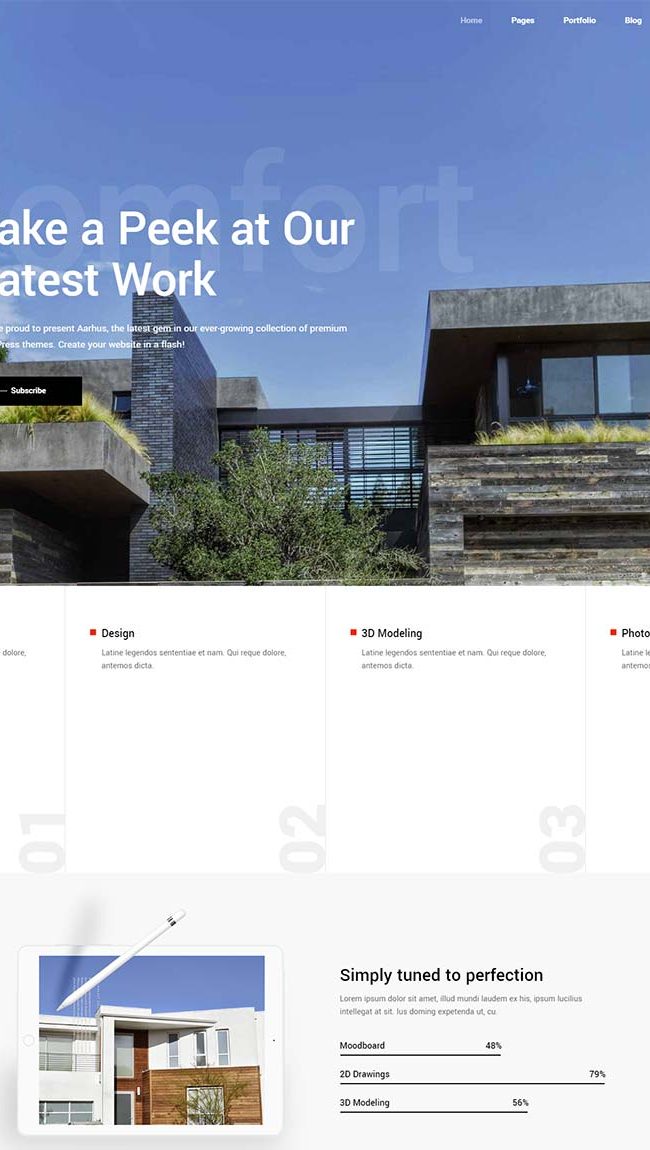 Home Pages Portfolio Blog
omfort
ake a Peek at Our
atest Work
e proud to present Aarhus, the latest gem in our ever-growing collection of premium
Press themes. Create your website in a flash!
Subscribe
dolore,
01
Design
Latine legendos sententiae et nam. Qui reque dolore,
antemos dicta.
02
3D Modeling
Latine legendos sententiae et nam. Qui reque dolore,
antemos dicta.
03
Photo
Latine le
antemos
Simply tuned to perfection
Lorem ipsum dolor sit amet, illud mundi laudem ex his, ipsum lucilius
intellegat at sit. Ius doming expetenda ut, cu.
Moodboard 48%
2D Drawings 79%
3D Modeling 56%